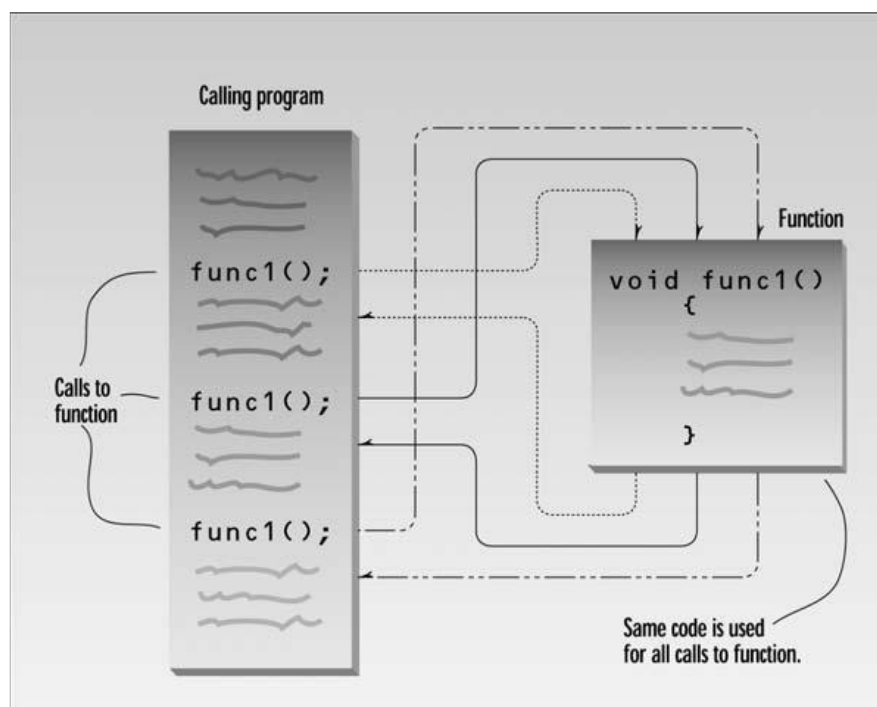 Calling program
func1();
func1();
func1();
Calls to
function
Function
void func1()
{
}
Same code is used
for all calls to function.